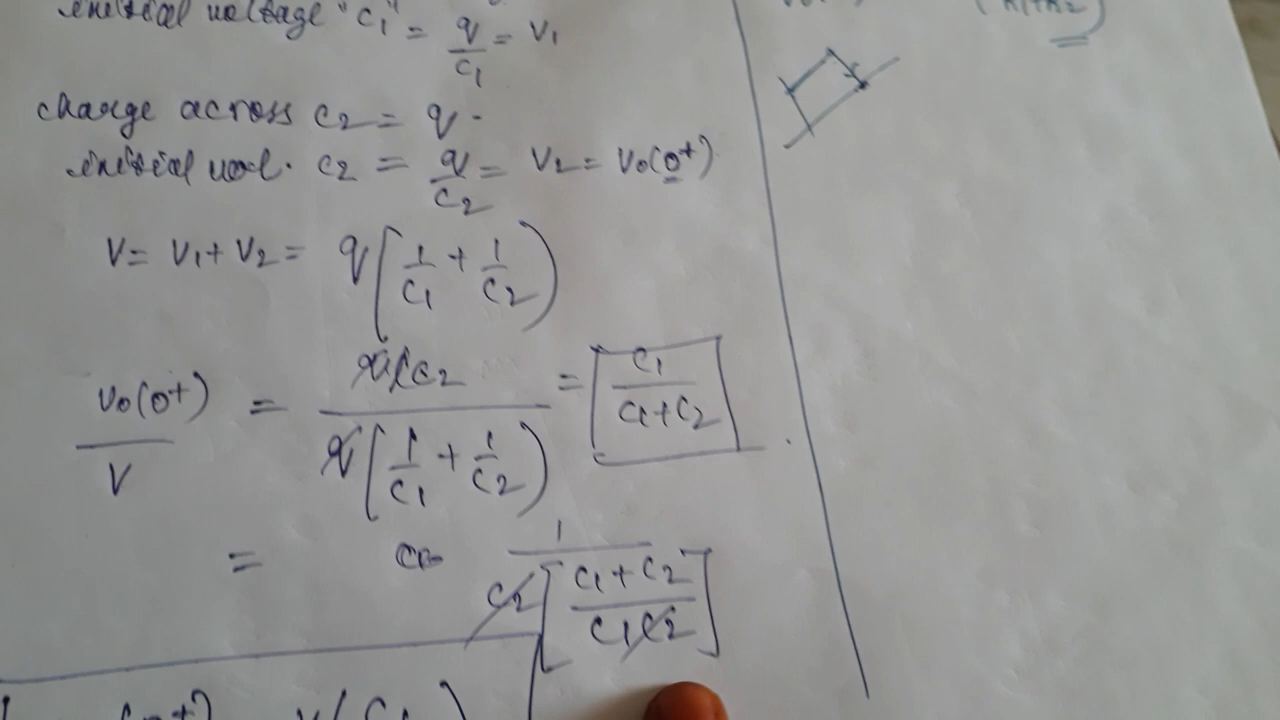 initial voltage "C1" = q/C1 = V1
charge across C2 = q.
initial vol. C2 = q/C2 = V2 = V0(0+)
V = V1 + V2 = q(1/C1 + 1/C2)
V0(0+)/V = q/C2 / q[1/C1 + 1/C2) = C1/C1+C2
= 1/C2[C1+C2/C1C2]